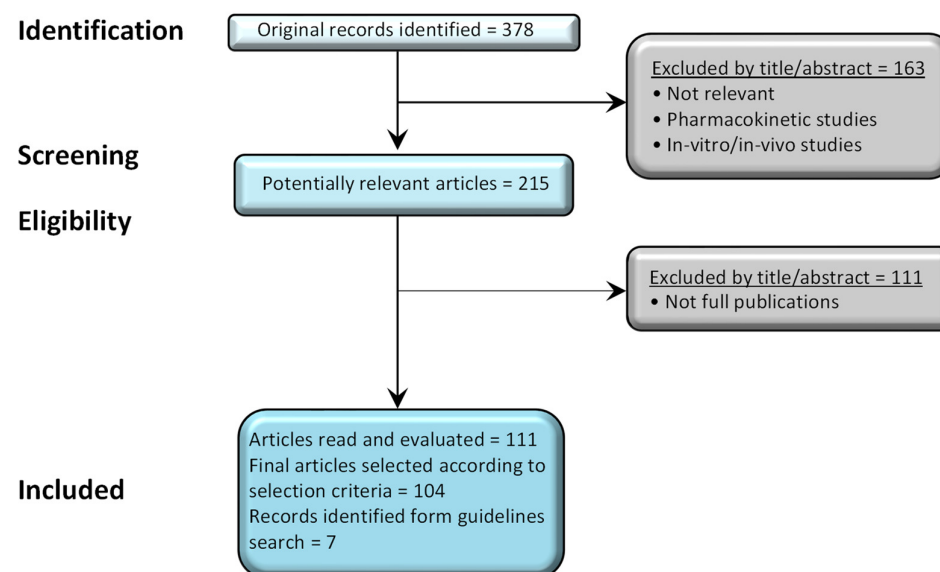 Identification
Original records identified = 378
Excluded by title/abstract = 163
• Not relevant
• Pharmacokinetic studies
• In-vitro/in-vivo studies
Screening
Potentially relevant articles = 215
Eligibility
Excluded by title/abstract = 111
• Not full publications
Included
Articles read and evaluated = 111
Final articles selected according to
selection criteria = 104
Records identified form guidelines
search = 7